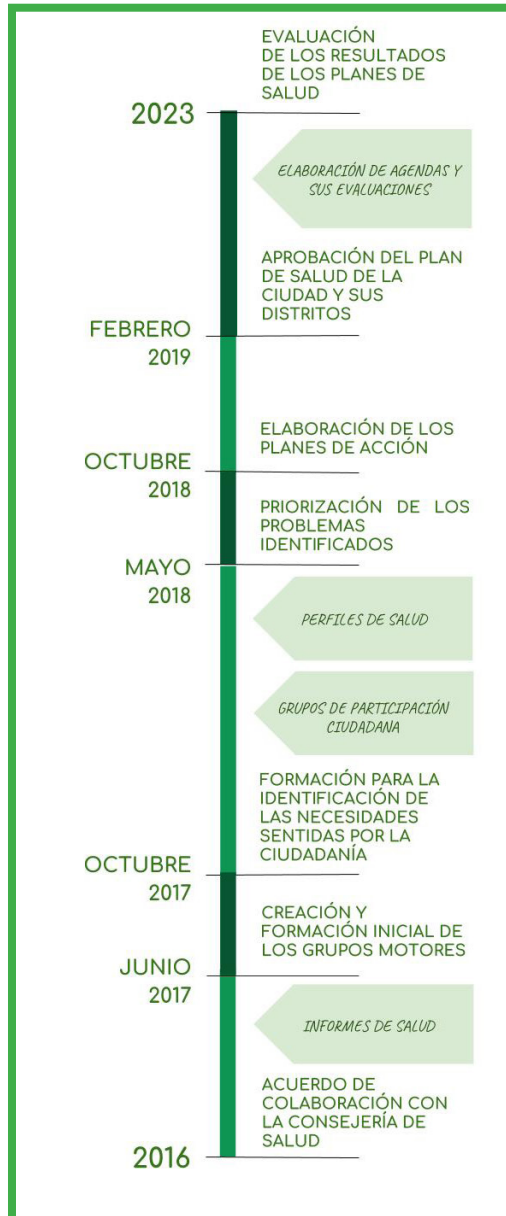 EVALUACIÓN
DE LOS RESULTADOS
DE LOS PLANES DE
SALUD
2023
ELABORACIÓN DE AGENDAS Y
SUS EVALUACIONES
APROBACIÓN DEL PLAN
DE SALUD DE LA
CIUDAD Y SUS
DISTRITOS
FEBRERO
2019
ELABORACIÓN DE LOS
PLANES DE ACCIÓN
OCTUBRE
2018
PRIORIZACIÓN DE LOS
PROBLEMAS
IDENTIFICADOS
MAYO
2018
PERFILES DE SALUD
GRUPOS DE PARTICIPACIÓN
CIUDADANA
FORMACIÓN PARA LA
IDENTIFICACIÓN DE
LAS NECESIDADES
SENTIDAS POR LA
CIUDADANÍA
OCTUBRE
2017
CREACIÓN Y
FORMACIÓN INICIAL DE
LOS GRUPOS MOTORES
JUNIO
2017
INFORMES DE SALUD
ACUERDO DE
COLABORACIÓN CON
LA CONSEJERÍA DE
SALUD
2016